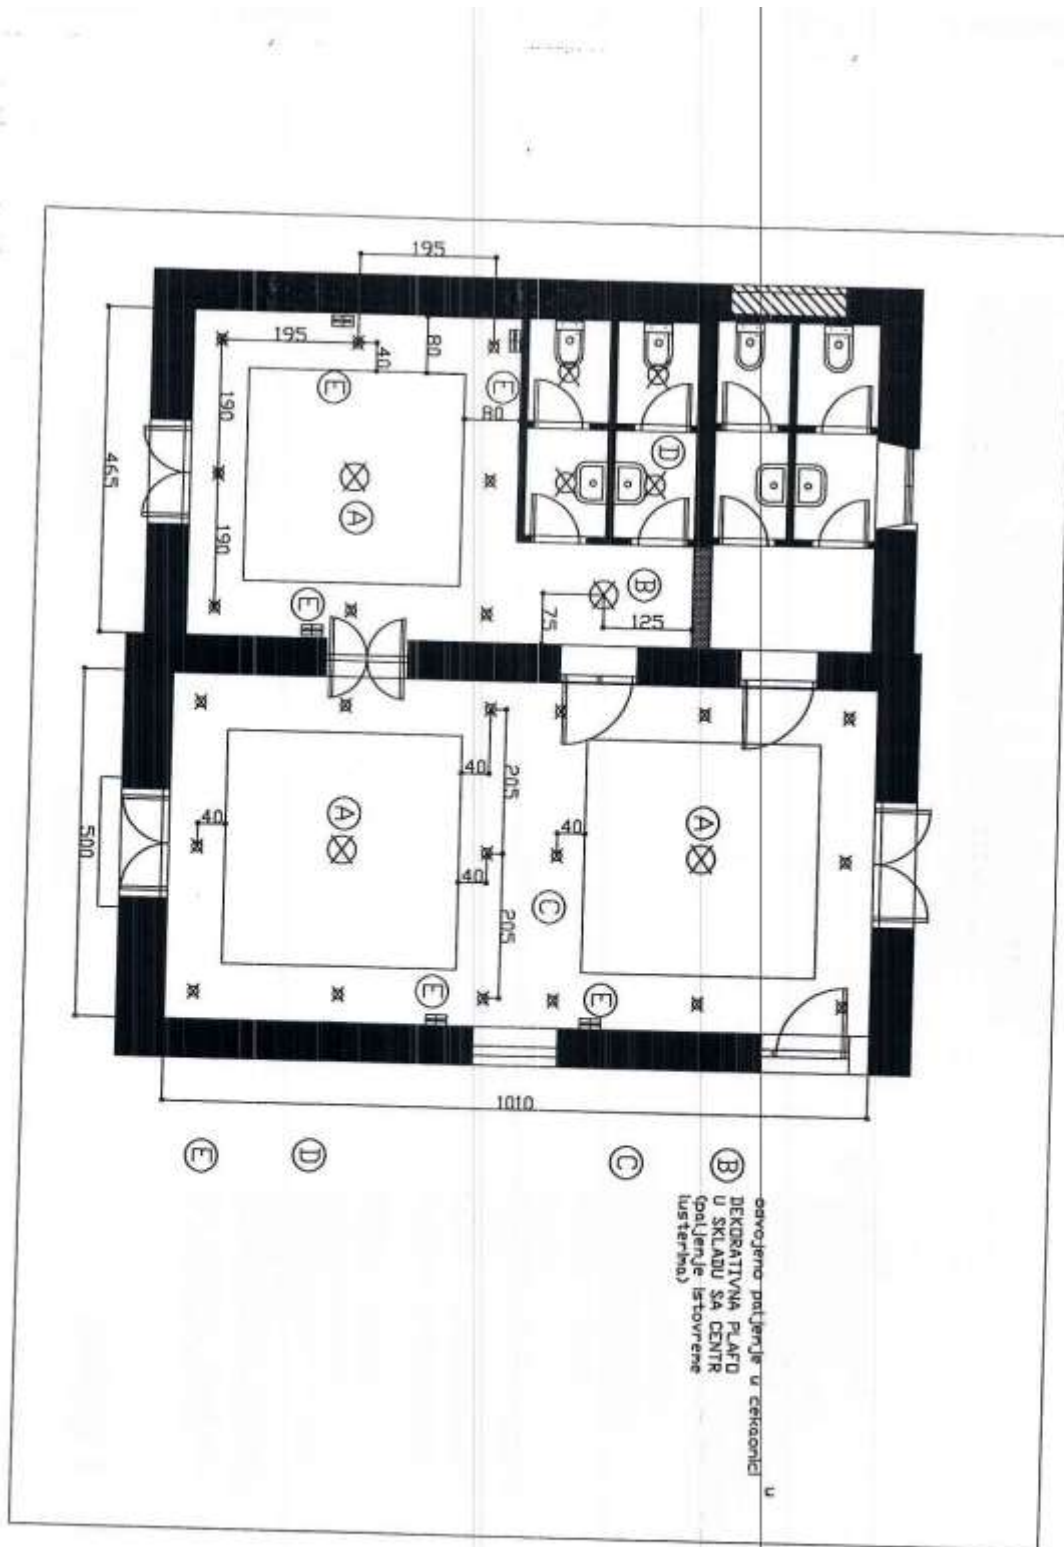 195
195
40
80
E
E
80
190
465
190
A
D
E
B
75
125
40
205
40
A
A
40
500
40
C
205
E
E
1010
E
D
C
B
odvojeno paljenje u cekaonici u
DEKORATIVNA PLAFO
U SKLADU SA CENTR
(paljenje istovreme
lusterima)